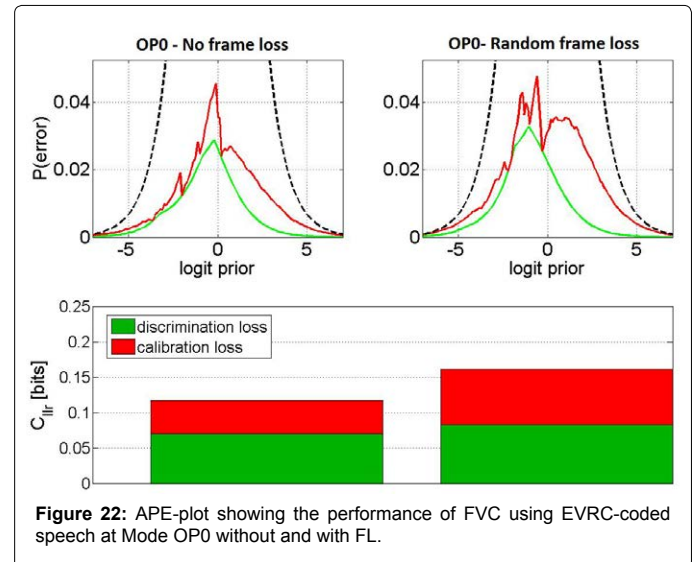 OP0 - No frame loss
OP0- Random frame loss
P(error)
0.04
0.02
0
-5
0
5
logit prior
0.04
0.02
0
-5
0
5
logit prior
C_llr [bits]
0.25
0.2
0.15
0.1
0.05
0
discrimination loss
calibration loss
Figure 22: APE-plot showing the performance of FVC using EVRC-coded
speech at Mode OP0 without and with FL.